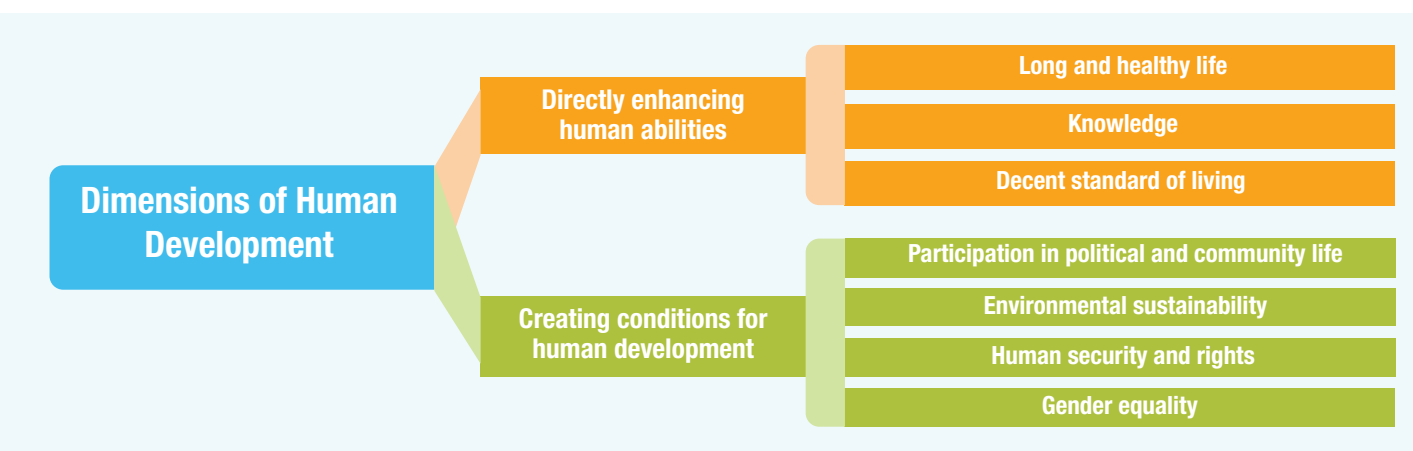 Dimensions of Human
Development
Directly enhancing
human abilities
Long and healthy life
Knowledge
Decent standard of living
Creating conditions for
human development
Participation in political and community life
Environmental sustainability
Human security and rights
Gender equality